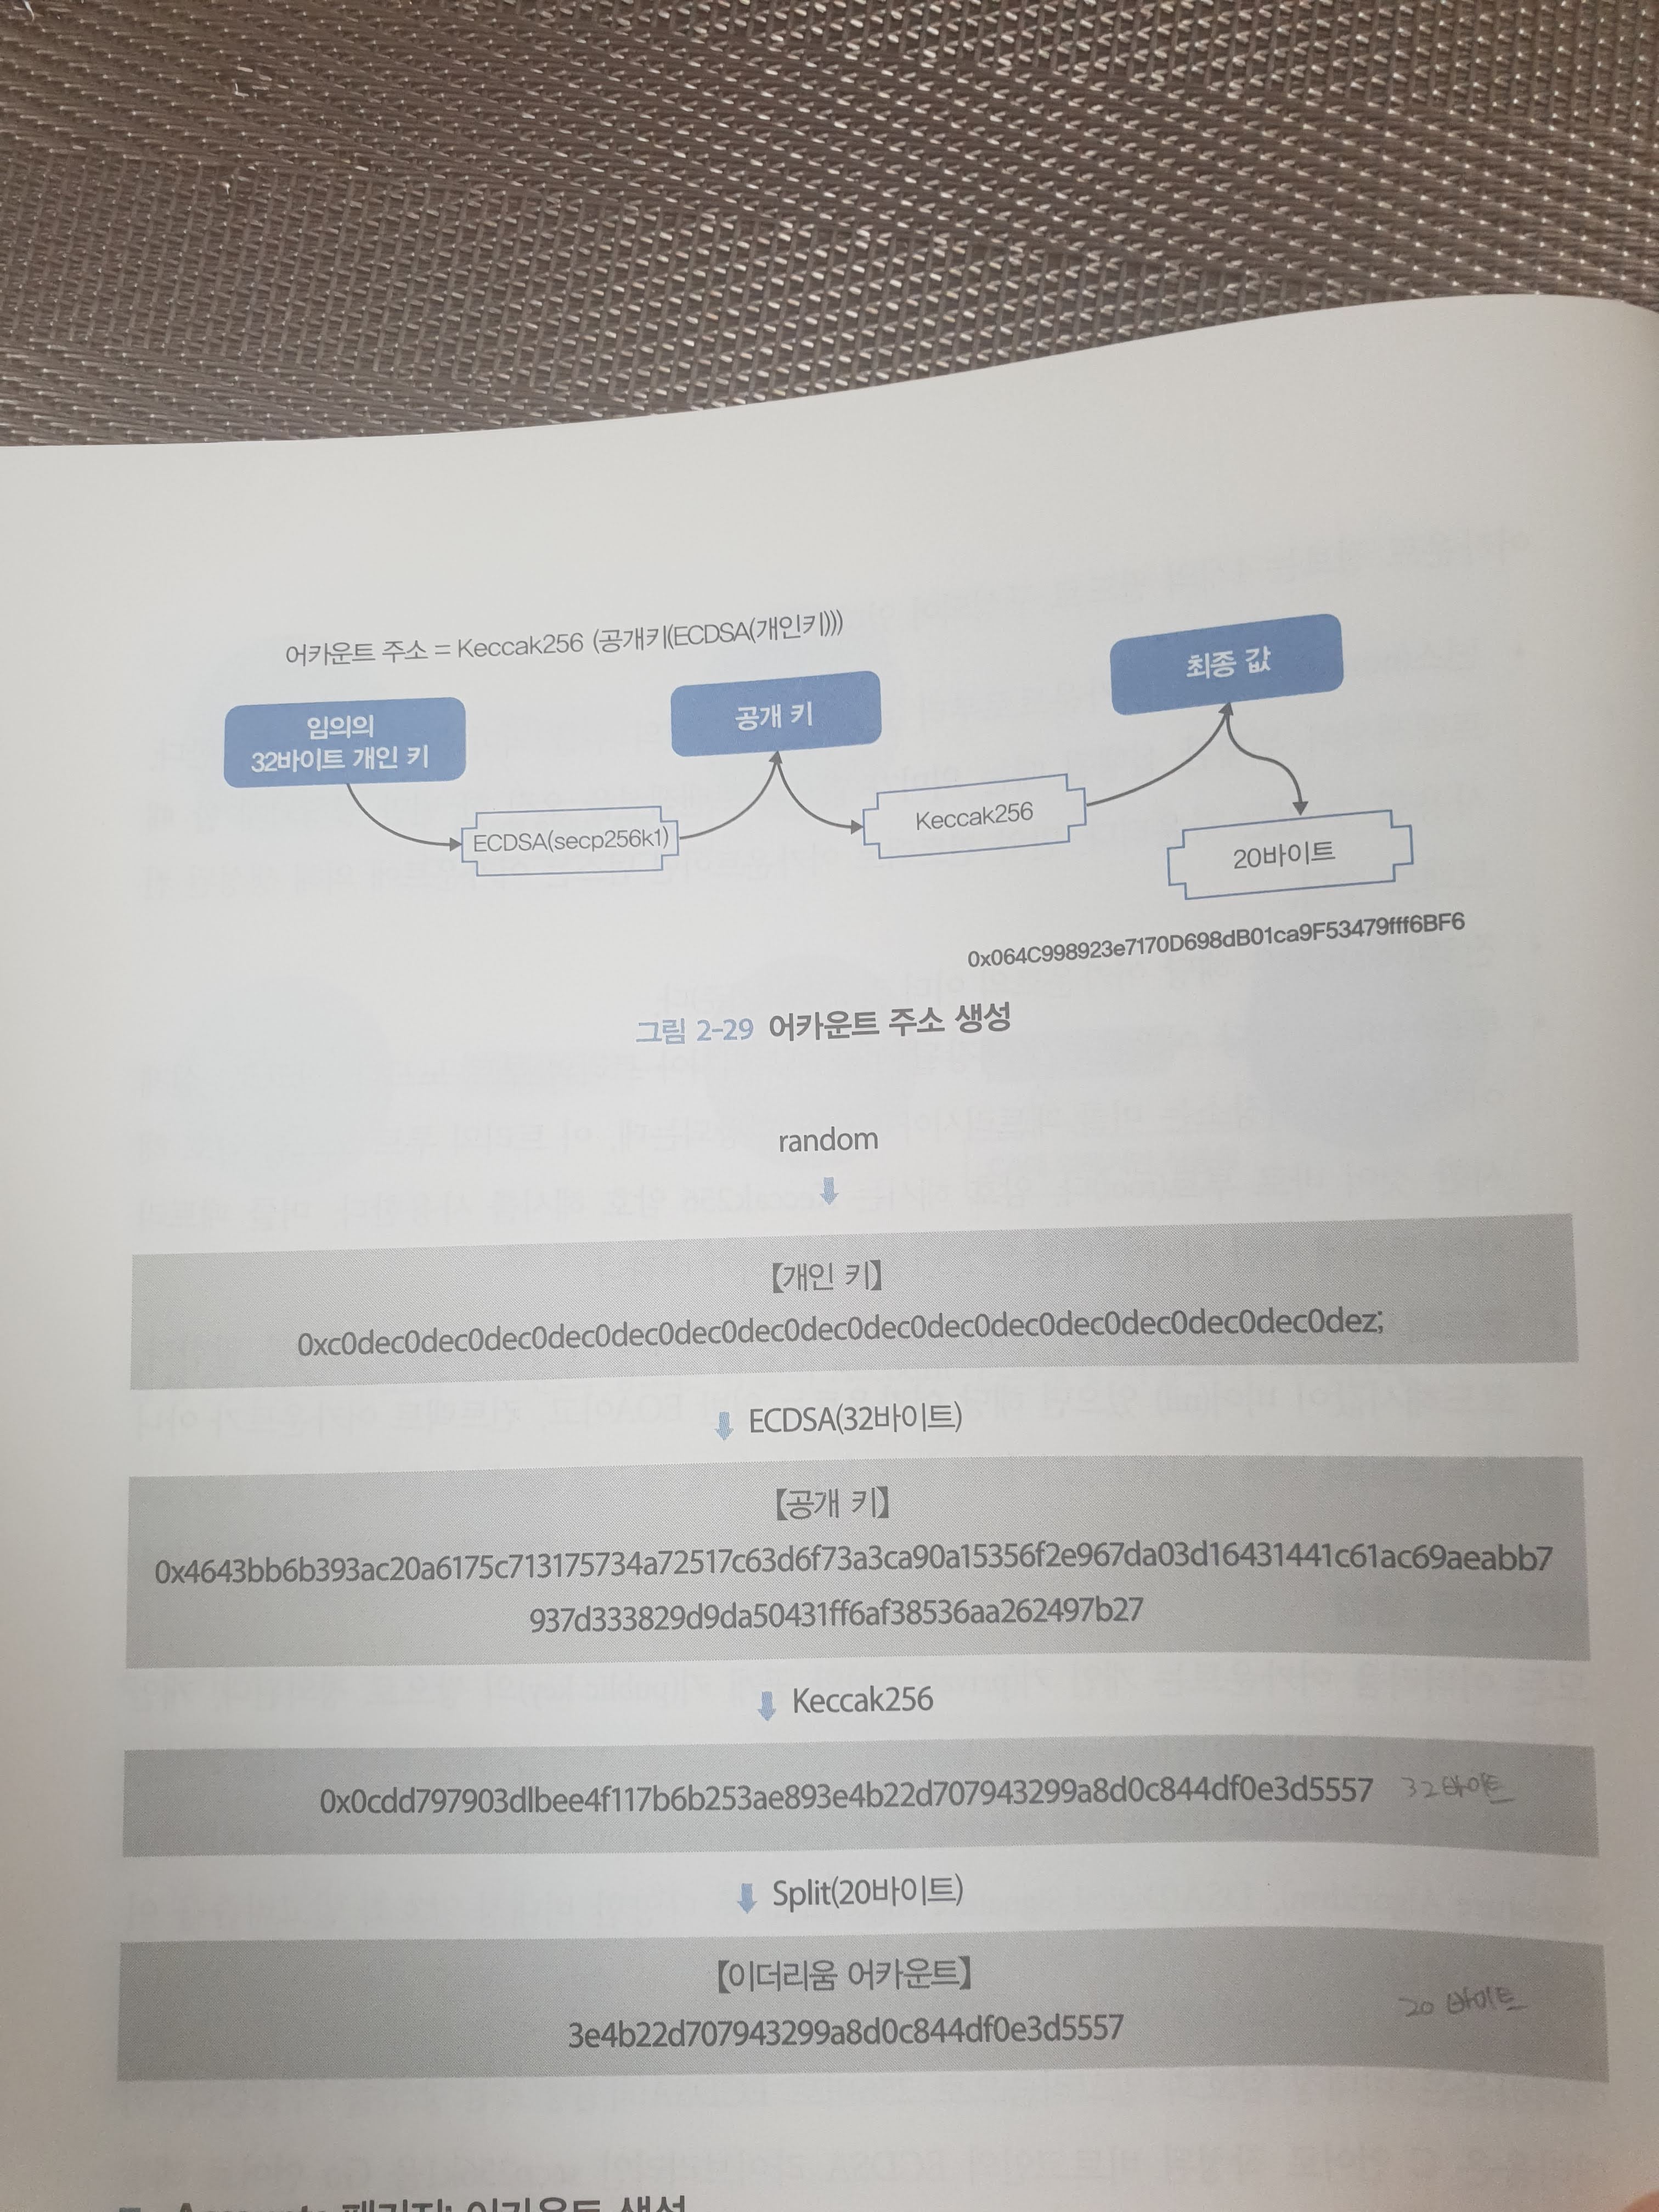 어카운트 주소 = Keccak256 (공개키(ECDSA(개인키)))
임의의
32바이트 개인 키
공개 키
최종 값
ECDSA(secp256k1)
Keccak256
20바이트
0x064C998923e7170D698dB01ca9F53479fff6BF6
그림 2-29 어카운트 주소 생성
random
【개인 키】
0xc0dec0dec0dec0dec0dec0dec0dec0dec0dec0dec0dec0dec0dec0dec0dec0dez;
ECDSA(32바이트)
【공개 키】
0x4643bb6b393ac20a6175c713175734a72517c63d6f73a3ca90a15356f2e967da03d16431441c61ac69aeabb7
937d333829d9da50431ff6af38536aa262497b27
Keccak256
0x0cdd797903dlbee4f117b6b253ae893e4b22d707943299a8d0c844df0e3d5557 32바이트
Split(20바이트)
【이더리움 어카운트】
3e4b22d707943299a8d0c844df0e3d5557 20 바이트